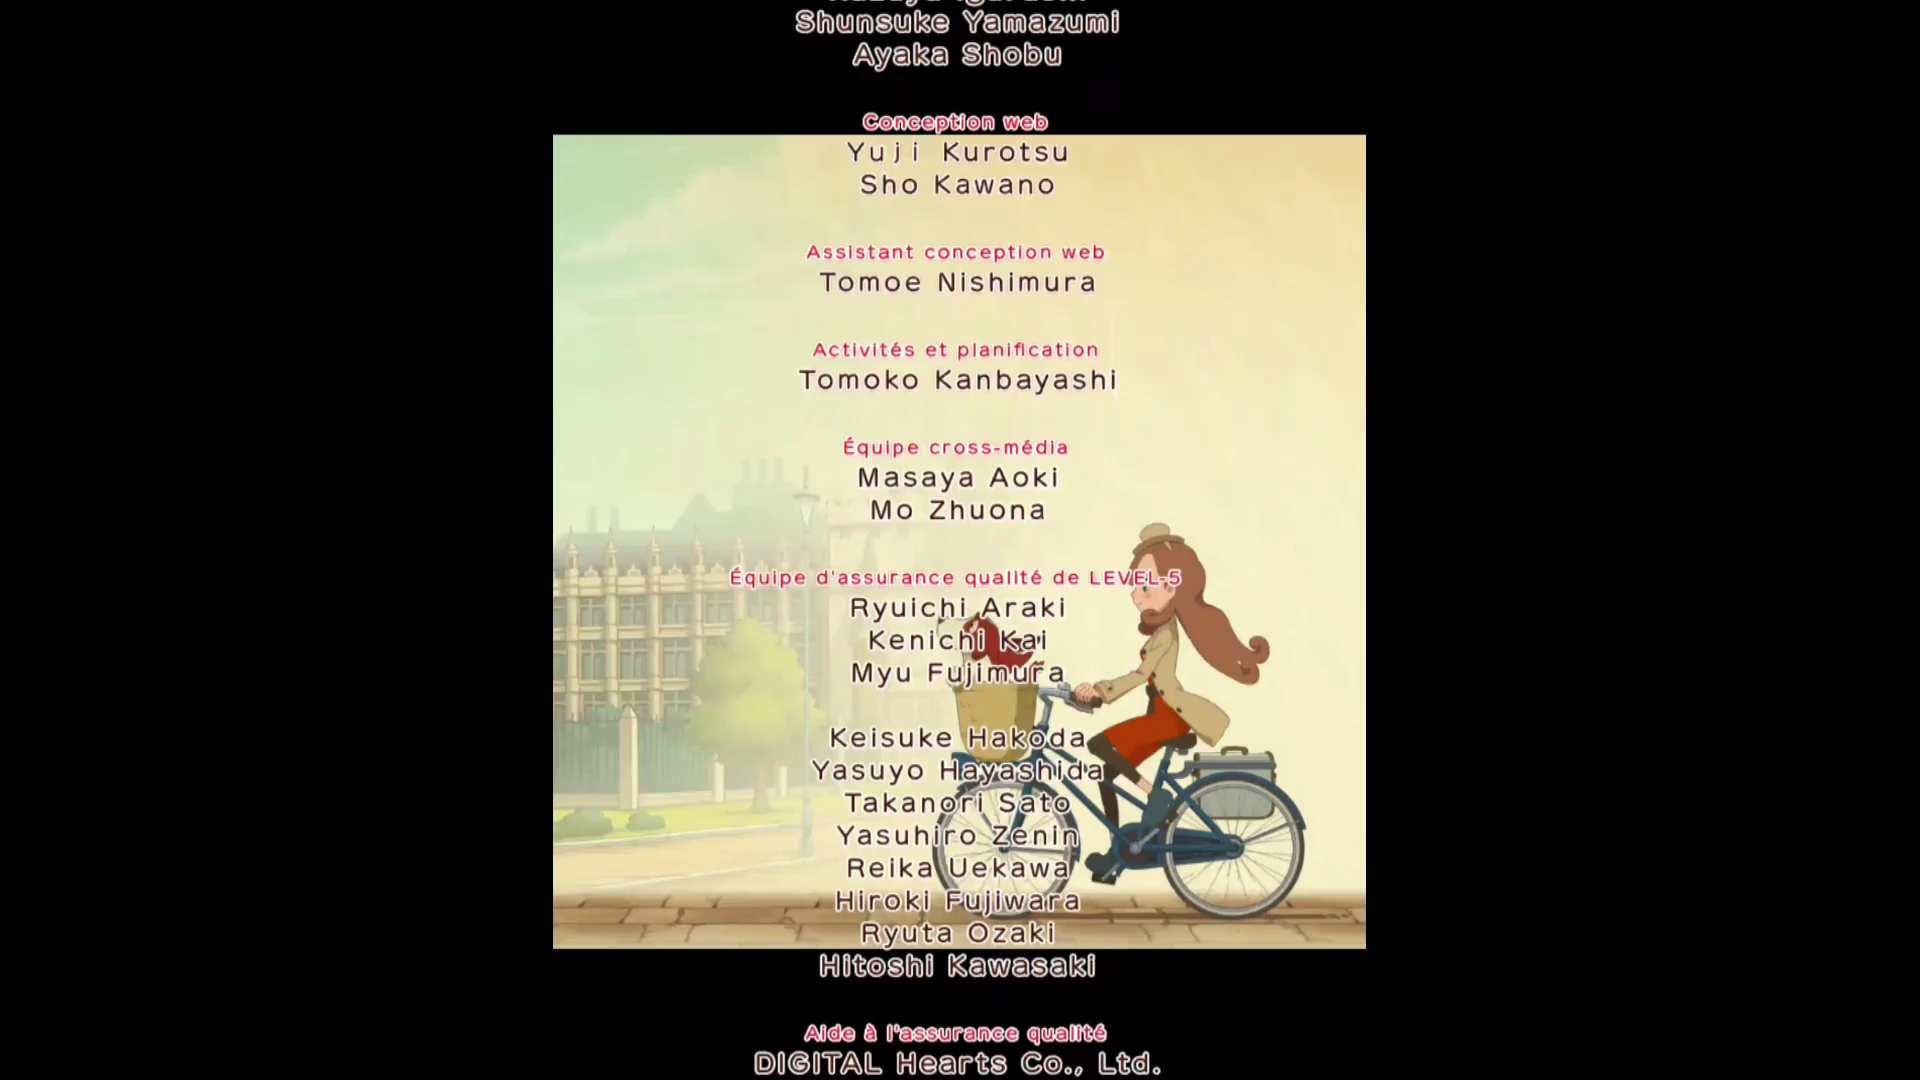 Shunsuke Yamazumi
Ayaka Shobu
Conception web
Yuji Kurotsu
Sho Kawano
Assistant conception web
Tomoe Nishimura
Activités et planification
Tomoko Kanbayashi
Équipe cross-média
Masaya Aoki
Mo Zhuona
Équipe d'assurance qualité de LEVEL-5
Ryuichi Araki
Kenichi Kai
Myu Fujimura
Keisuke Hakoda
Yasuyo Hayashida
Takanori Sato
Yasuhiro Zenin
Reika Uekawa
Hiroki Fujiwara
Ryuta Ozaki
Hitoshi Kawasaki
Aide à l'assurance qualité
DIGITAL Hearts Co., Ltd.